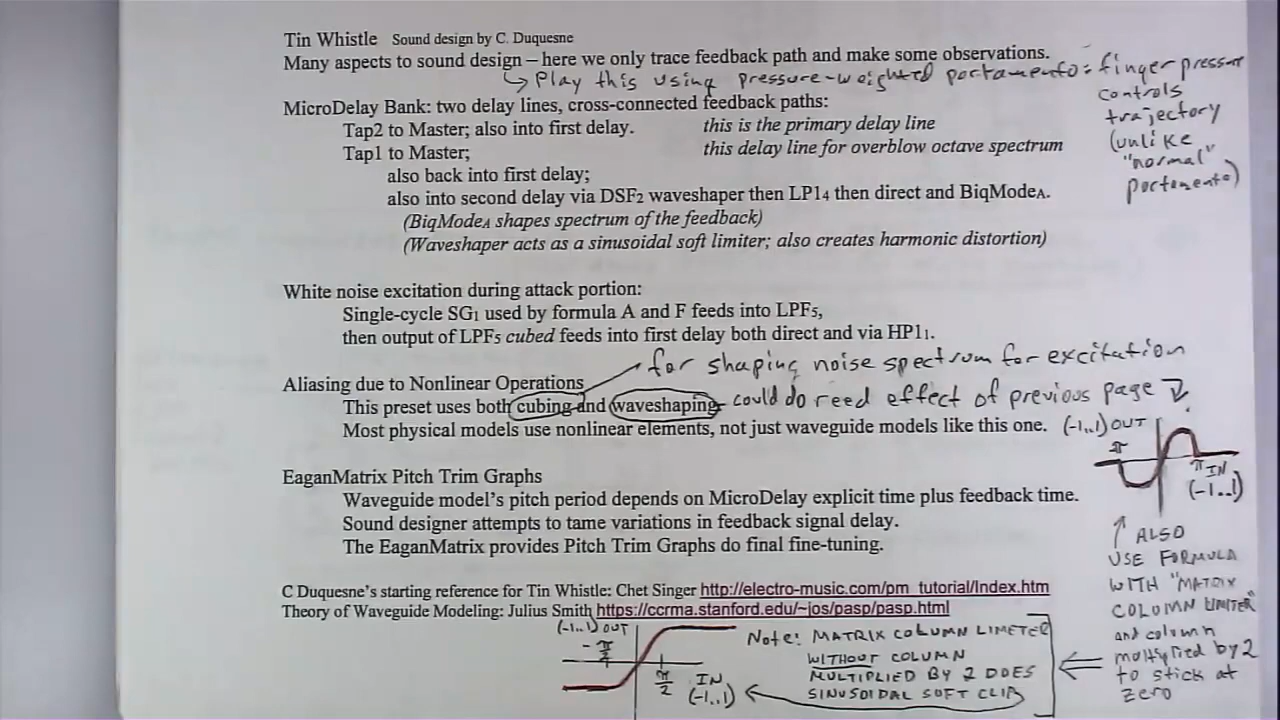 Tin Whistle Sound design by C. Duquesne
Many aspects to sound design – here we only trace feedback path and make some observations.
↳ Play this using pressure-weighted portamento: finger pressure
controls
trajectory
(unlike
"normal"
portamento)
MicroDelay Bank: two delay lines, cross-connected feedback paths:
Tap2 to Master; also into first delay. this is the primary delay line
Tap1 to Master; this delay line for overblow octave spectrum
also back into first delay;
also into second delay via DSF2 waveshaper then LP14 then direct and BiqModeA.
(BiqModeA shapes spectrum of the feedback)
(Waveshaper acts as a sinusoidal soft limiter; also creates harmonic distortion)
White noise excitation during attack portion:
Single-cycle SG1 used by formula A and F feeds into LPF5,
then output of LPF5 cubed feeds into first delay both direct and via HP11.
for shaping noise spectrum for excitation
Aliasing due to Nonlinear Operations
This preset uses both cubing and waveshaping. could do reed effect of previous page
Most physical models use nonlinear elements, not just waveguide models like this one. (-1..1) OUT
π
π IN
(-1..1)
EaganMatrix Pitch Trim Graphs
Waveguide model's pitch period depends on MicroDelay explicit time plus feedback time.
Sound designer attempts to tame variations in feedback signal delay.
The EaganMatrix provides Pitch Trim Graphs do final fine-tuning.
↑ ALSO
USE FORMULA
WITH "MATRIX
COLUMN LIMITER"
and column
multiplied by 2
to stick at
zero
C Duquesne's starting reference for Tin Whistle: Chet Singer http://electro-music.com/pm_tutorial/Index.htm
Theory of Waveguide Modeling: Julius Smith https://ccrma.stanford.edu/~jos/pasp/pasp.html
(-1..1) OUT
π/2 IN
(-1..1)
Note: MATRIX COLUMN LIMETER
WITHOUT COLUMN
MULTIPLIED BY 2 DOES
SINUSOIDAL SOFT CLIP